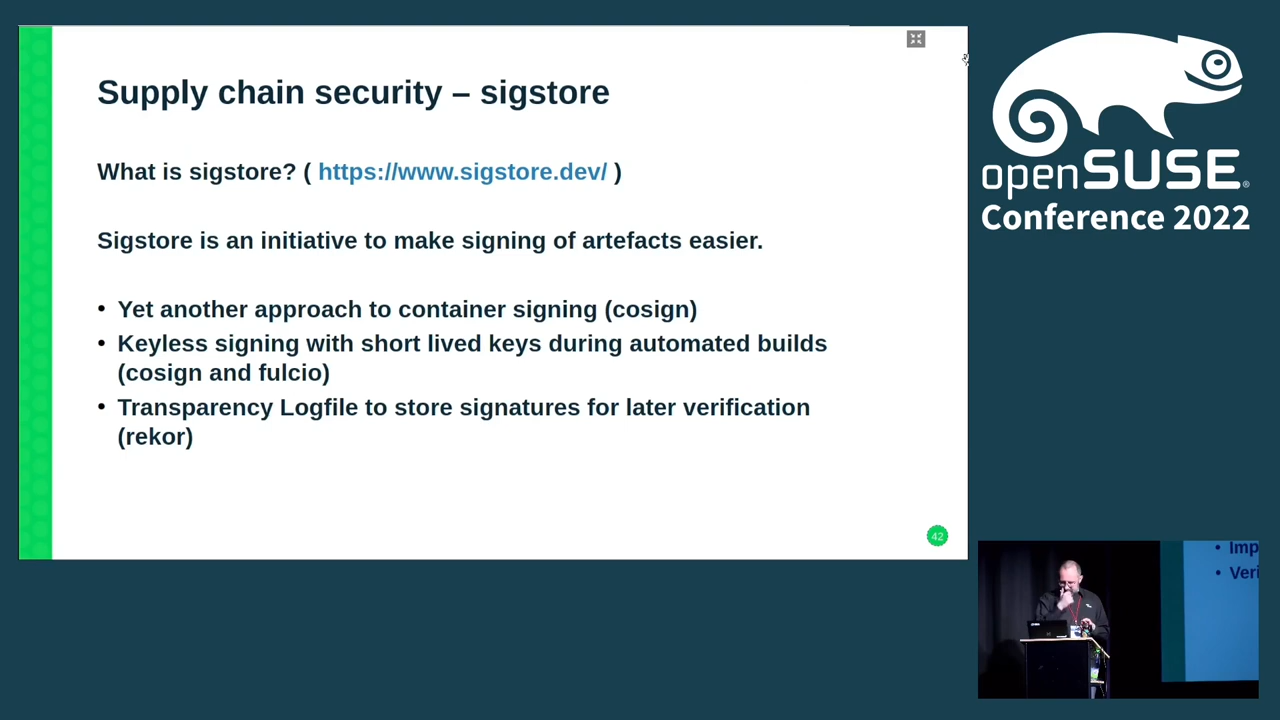 Supply chain security – sigstore
What is sigstore? ( https://www.sigstore.dev/ )
Sigstore is an initiative to make signing of artefacts easier.
• Yet another approach to container signing (cosign)
• Keyless signing with short lived keys during automated builds
(cosign and fulcio)
• Transparency Logfile to store signatures for later verification
(rekor)
42
openSUSE®
Conference 2022
• Imp
• Veri